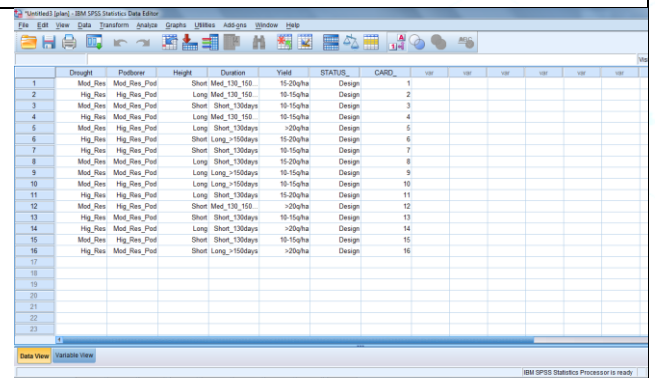 *Untitled3 [plan] - IBM SPSS Statistics Data Editor
File Edit View Data Transform Analyze Graphs Utilities Add-ons Window Help
Drought Podborer Height Duration Yield STATUS_ CARD_ var var var var var var
1 Mod_Res Mod_Res_Pod Short Med_130_150... 15-20q/ha Design 1
2 Hig_Res Hig_Res_Pod Long Med_130_150... 10-15q/ha Design 2
3 Mod_Res Mod_Res_Pod Short Short_130days 10-15q/ha Design 3
4 Hig_Res Mod_Res_Pod Long Med_130_150... 10-15q/ha Design 4
5 Mod_Res Mod_Res_Pod Long Short_130days >20q/ha Design 5
6 Hig_Res Hig_Res_Pod Short Long_>150days 15-20q/ha Design 6
7 Hig_Res Mod_Res_Pod Short Short_130days 10-15q/ha Design 7
8 Mod_Res Mod_Res_Pod Long Short_130days 15-20q/ha Design 8
9 Mod_Res Mod_Res_Pod Long Long_>150days 10-15q/ha Design 9
10 Mod_Res Hig_Res_Pod Long Long_>150days 10-15q/ha Design 10
11 Hig_Res Mod_Res_Pod Long Short_130days 15-20q/ha Design 11
12 Mod_Res Hig_Res_Pod Short Med_130_150... >20q/ha Design 12
13 Hig_Res Mod_Res_Pod Short Short_130days 10-15q/ha Design 13
14 Hig_Res Hig_Res_Pod Long Short_130days >20q/ha Design 14
15 Mod_Res Hig_Res_Pod Short Short_130days 10-15q/ha Design 15
16 Hig_Res Mod_Res_Pod Short Long_>150days >20q/ha Design 16
17
18
19
20
21
22
23
Data View Variable View
IBM SPSS Statistics Processor is ready